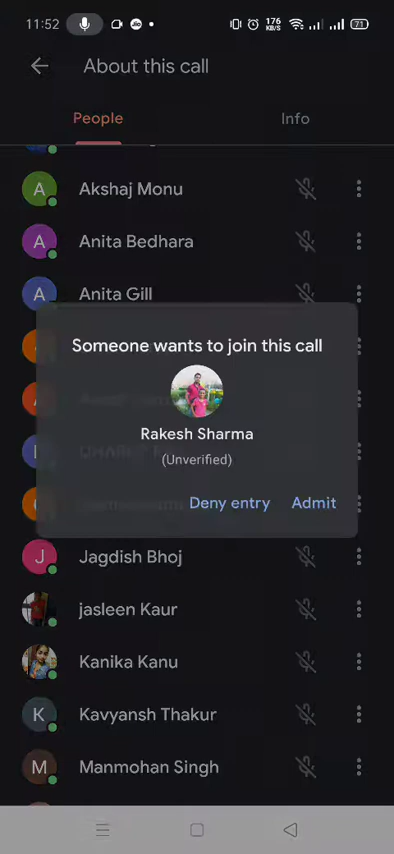 11:52
Jio
176
KB/S
71
About this call
People
Info
Akshaj Monu
Anita Bedhara
Anita Gill
Someone wants to join this call
Rakesh Sharma
(Unverified)
Deny entry
Admit
Jagdish Bhoj
jasleen Kaur
Kanika Kanu
Kavyansh Thakur
Manmohan Singh
A
A
A
J
K
M